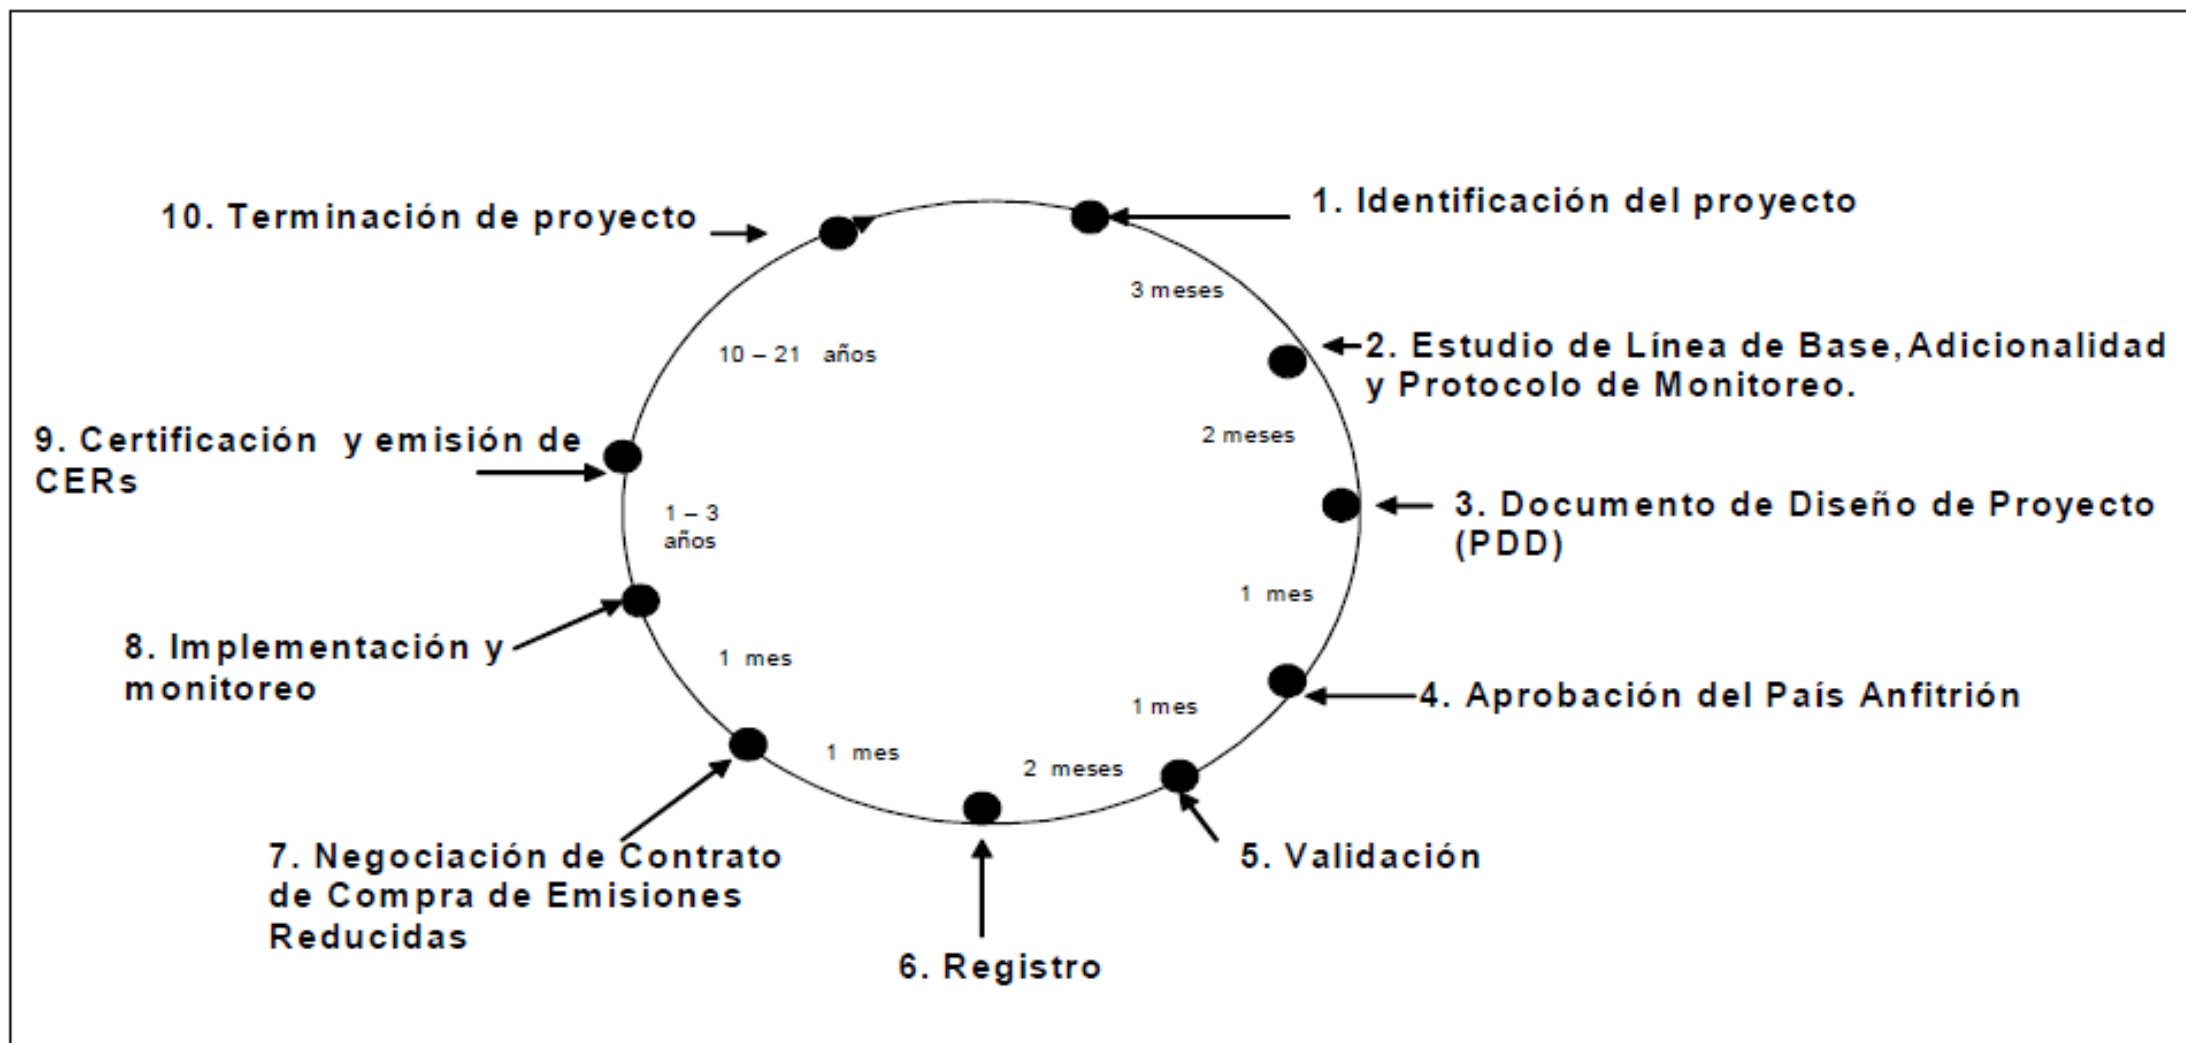 1. Identificación del proyecto
3 meses
2. Estudio de Línea de Base, Adicionalidad
y Protocolo de Monitoreo.
2 meses
3. Documento de Diseño de Proyecto
(PDD)
1 mes
4. Aprobación del País Anfitrión
1 mes
5. Validación
2 meses
6. Registro
1 mes
7. Negociación de Contrato
de Compra de Emisiones
Reducidas
1 mes
8. Implementación y
monitoreo
1 – 3
años
9. Certificación y emisión de
CERs
10 – 21 años
10. Terminación de proyecto